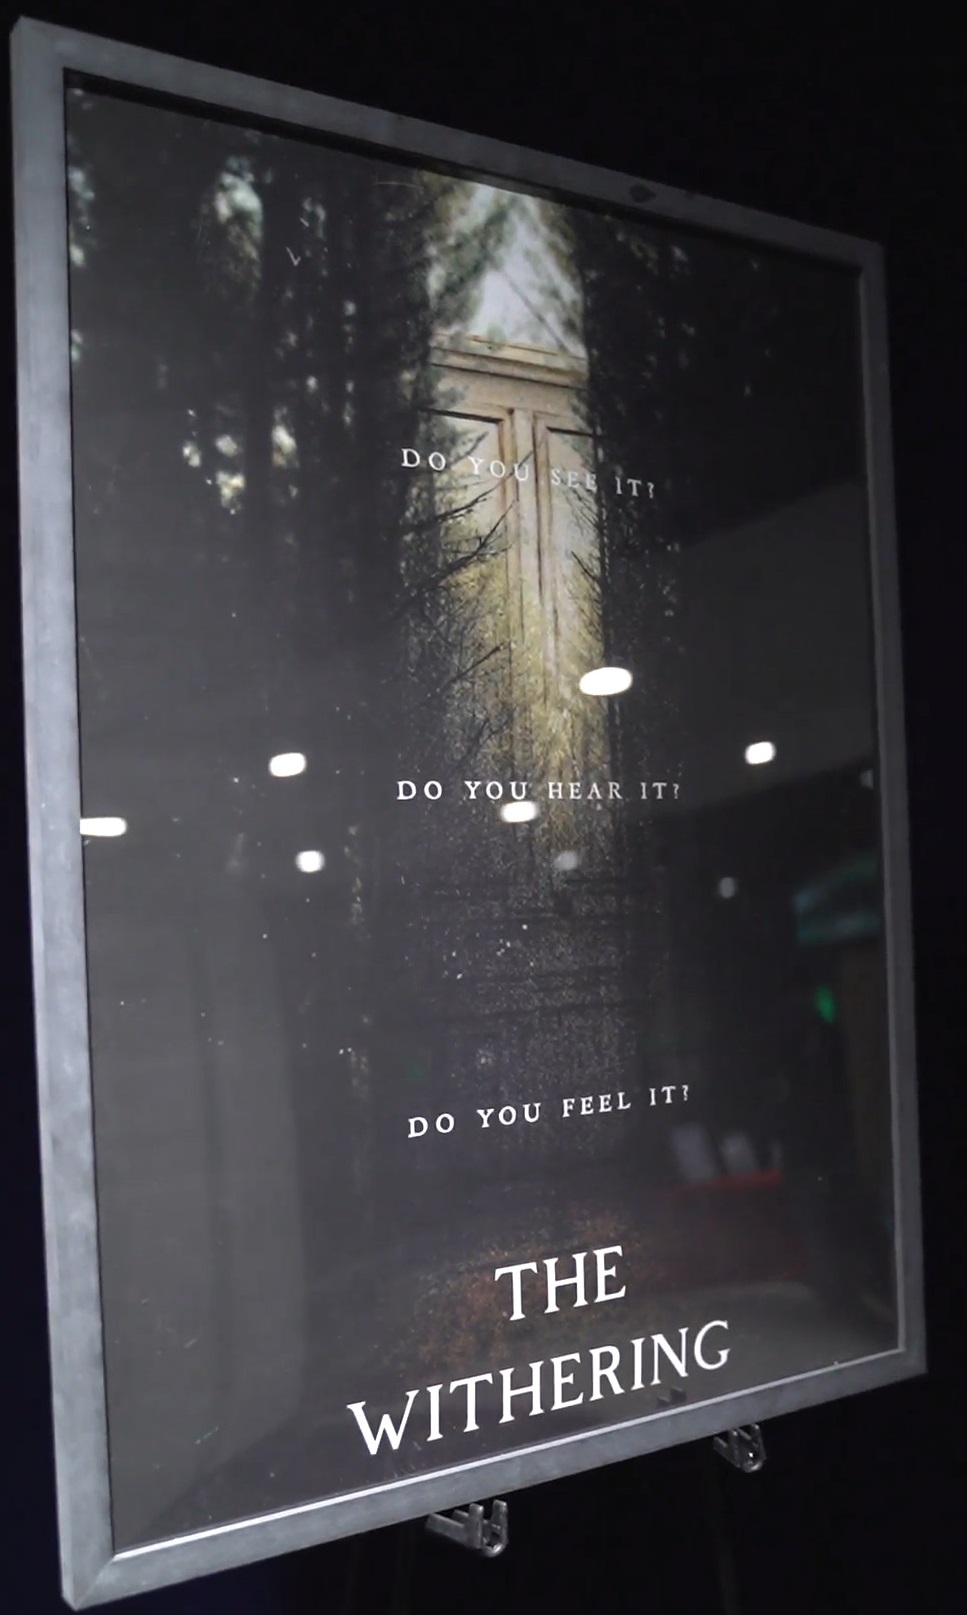 DO YOU SEE IT?
DO YOU HEAR IT?
DO YOU FEEL IT?
THE
WITHERING